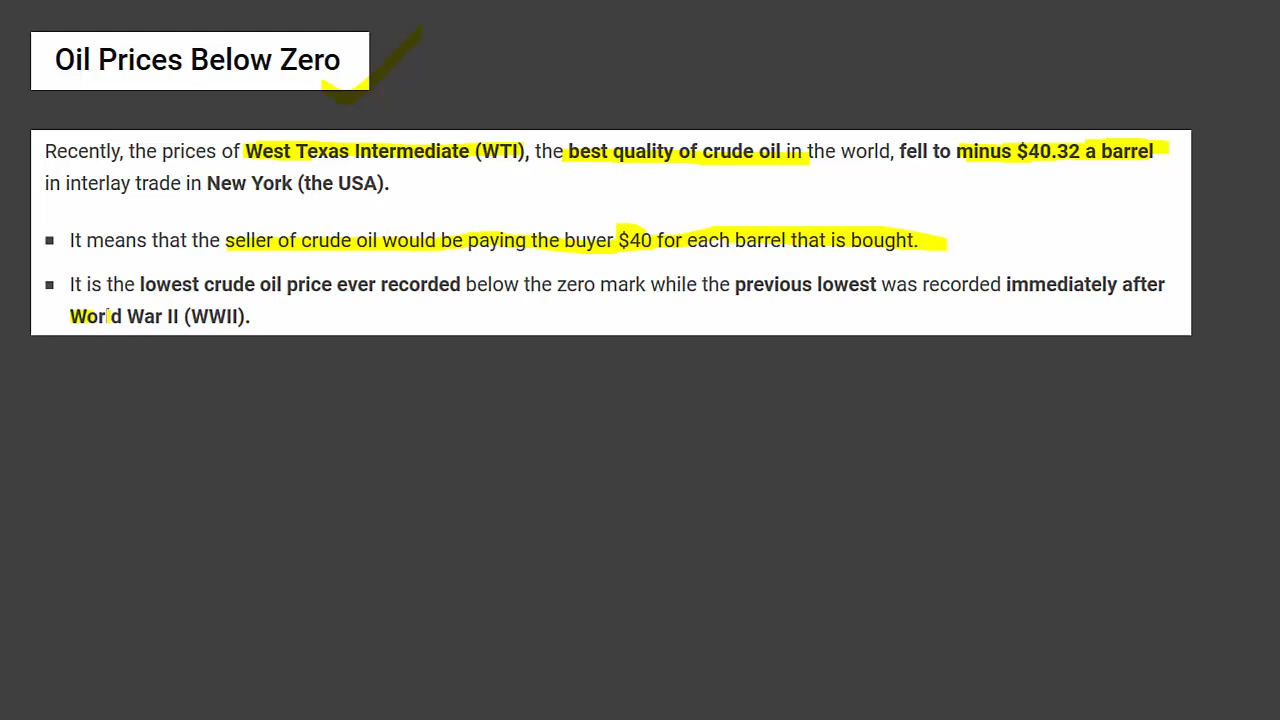 Oil Prices Below Zero
Recently, the prices of West Texas Intermediate (WTI), the best quality of crude oil in the world, fell to minus $40.32 a barrel
in interlay trade in New York (the USA).
▪ It means that the seller of crude oil would be paying the buyer $40 for each barrel that is bought.
▪ It is the lowest crude oil price ever recorded below the zero mark while the previous lowest was recorded immediately after
World War II (WWII).